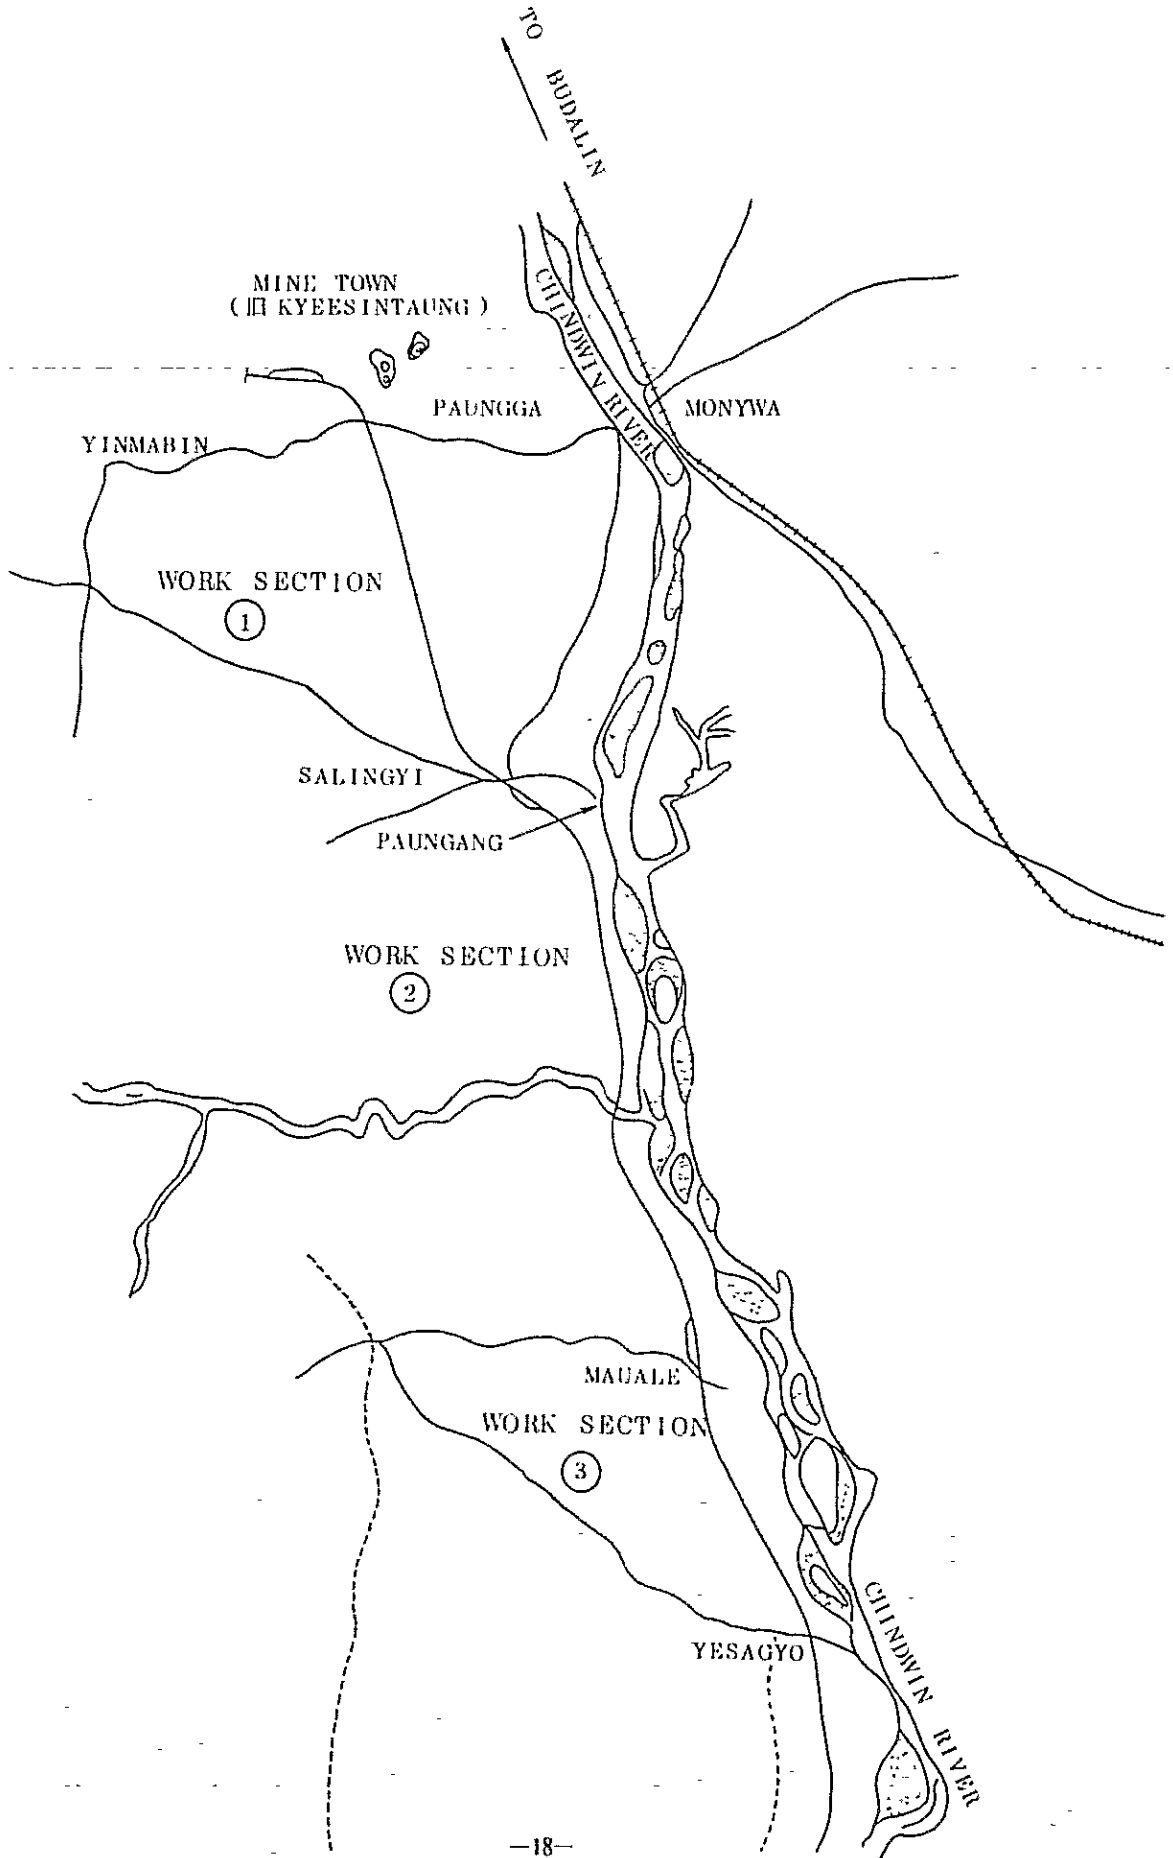 TO BUDALIN
MINE TOWN
(旧 KYEESINTAUNG)
CHINDWIN RIVER
PAUNGGA
MONYWA
YINMABIN
WORK SECTION
1
SALINGYI
PAUNGANG
WORK SECTION
2
MAUALE
WORK SECTION
3
YESAGYO
CHINDWIN RIVER
—18—